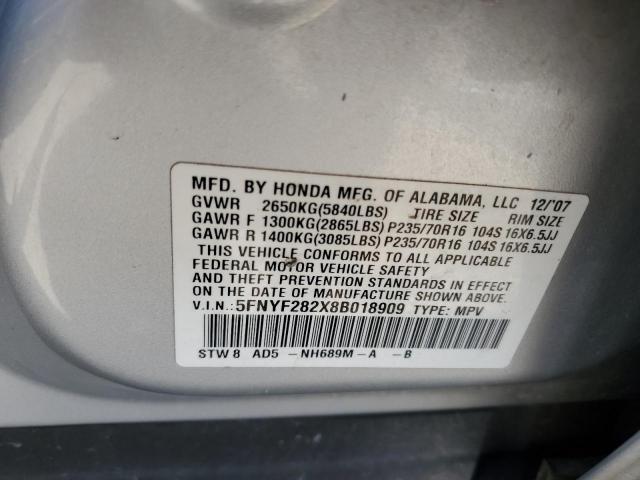 MFD. BY HONDA MFG. OF ALABAMA, LLC 12/'07
GVWR 2650KG(5840LBS) TIRE SIZE RIM SIZE
GAWR F 1300KG(2865LBS) P235/70R16 104S 16X6.5JJ
GAWR R 1400KG(3085LBS) P235/70R16 104S 16X6.5JJ
THIS VEHICLE CONFORMS TO ALL APPLICABLE
FEDERAL MOTOR VEHICLE SAFETY
AND THEFT PREVENTION STANDARDS IN EFFECT
ON THE DATE OF MANUFACTURE SHOWN ABOVE.
V.I.N.: 5FNYF282X8B018909 TYPE: MPV
STW8 AD5 -NH689M-A -B